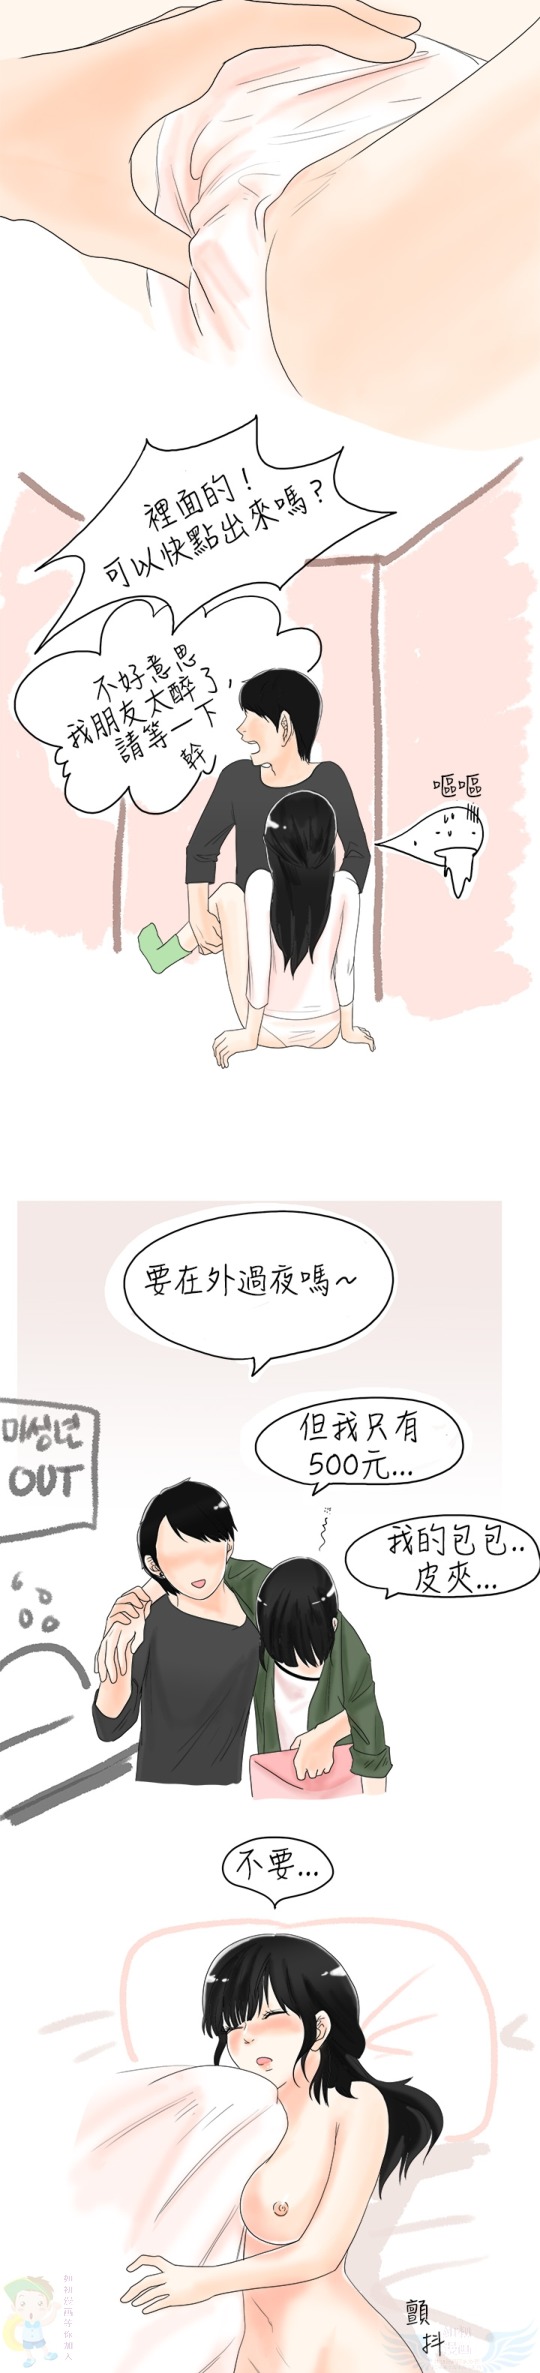 裡面的!
可以快點出來嗎?
不好意思
我朋友太醉了,
請等一下
幹
嘔嘔
要在外過夜嗎~
但我只有
500元...
미성년
OUT
我的包包..
皮夾...
不要...
顫
抖